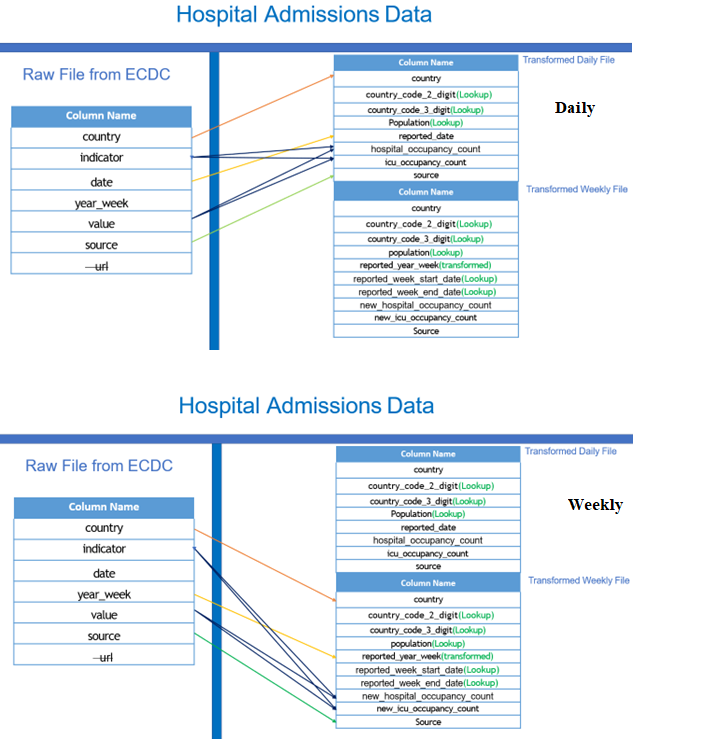 Hospital Admissions Data
Raw File from ECDC
Column Name
country
indicator
date
year_week
value
source
url
Column Name
Transformed Daily File
country
country_code_2_digit(Lookup)
country_code_3_digit(Lookup)
Population(Lookup)
reported_date
hospital_occupancy_count
icu_occupancy_count
source
Daily
Column Name
Transformed Weekly File
country
country_code_2_digit(Lookup)
country_code_3_digit(Lookup)
population(Lookup)
reported_year_week(transformed)
reported_week_start_date(Lookup)
reported_week_end_date(Lookup)
new_hospital_occupancy_count
new_icu_occupancy_count
Source
Hospital Admissions Data
Raw File from ECDC
Column Name
country
indicator
date
year_week
value
source
url
Column Name
Transformed Daily File
country
country_code_2_digit(Lookup)
country_code_3_digit(Lookup)
Population(Lookup)
reported_date
hospital_occupancy_count
icu_occupancy_count
source
Weekly
Column Name
Transformed Weekly File
country
country_code_2_digit(Lookup)
country_code_3_digit(Lookup)
population(Lookup)
reported_year_week(transformed)
reported_week_start_date(Lookup)
reported_week_end_date(Lookup)
new_hospital_occupancy_count
new_icu_occupancy_count
Source